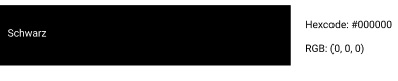 Schwarz
Hexcode: #000000
RGB: (0, 0, 0)